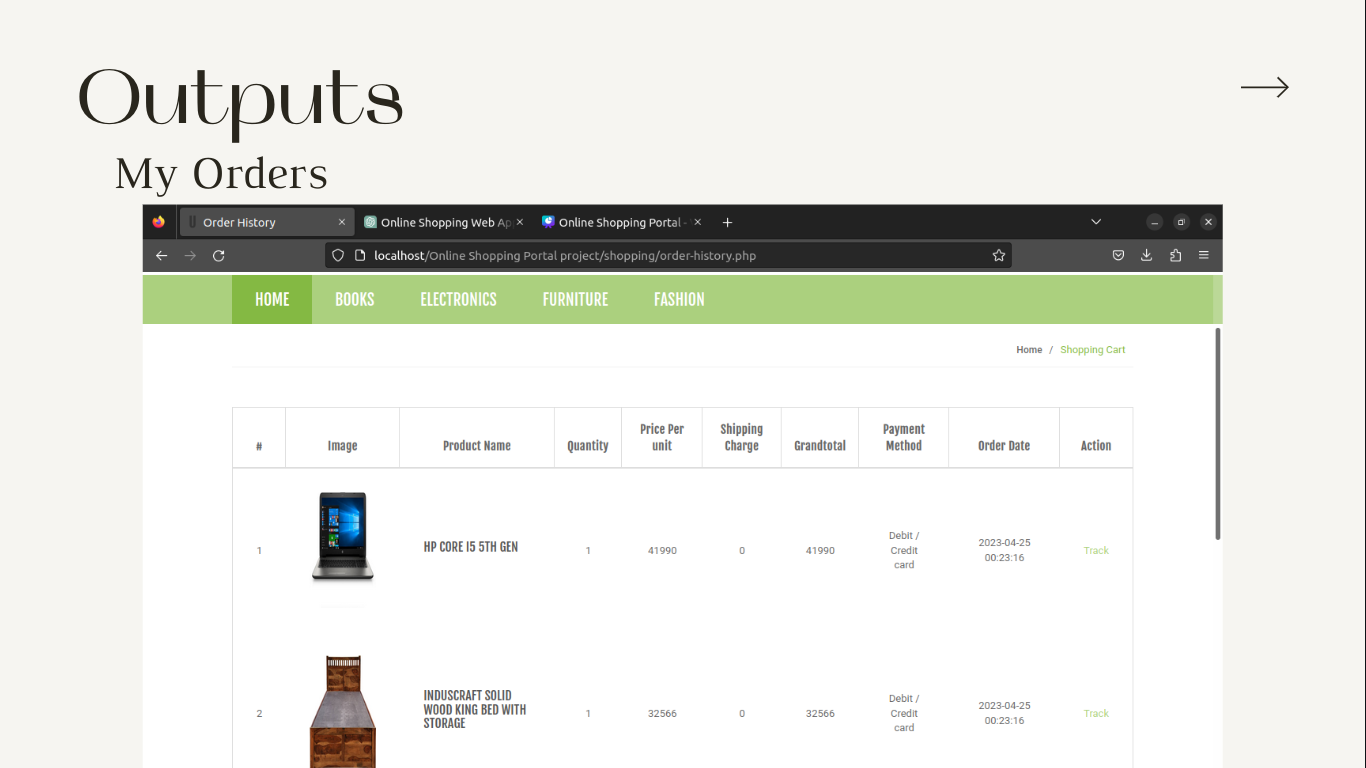 Outputs
My Orders
Order History
Online Shopping Web Ap
Online Shopping Portal -
localhost/Online Shopping Portal project/shopping/order-history.php
HOME BOOKS ELECTRONICS FURNITURE FASHION
Home / Shopping Cart
# Image Product Name Quantity Price Per unit Shipping Charge Grandtotal Payment Method Order Date Action
1 HP CORE I5 5TH GEN 1 41990 0 41990 Debit / Credit card 2023-04-25 00:23:16 Track
2 INDUSCRAFT SOLID WOOD KING BED WITH STORAGE 1 32566 0 32566 Debit / Credit card 2023-04-25 00:23:16 Track